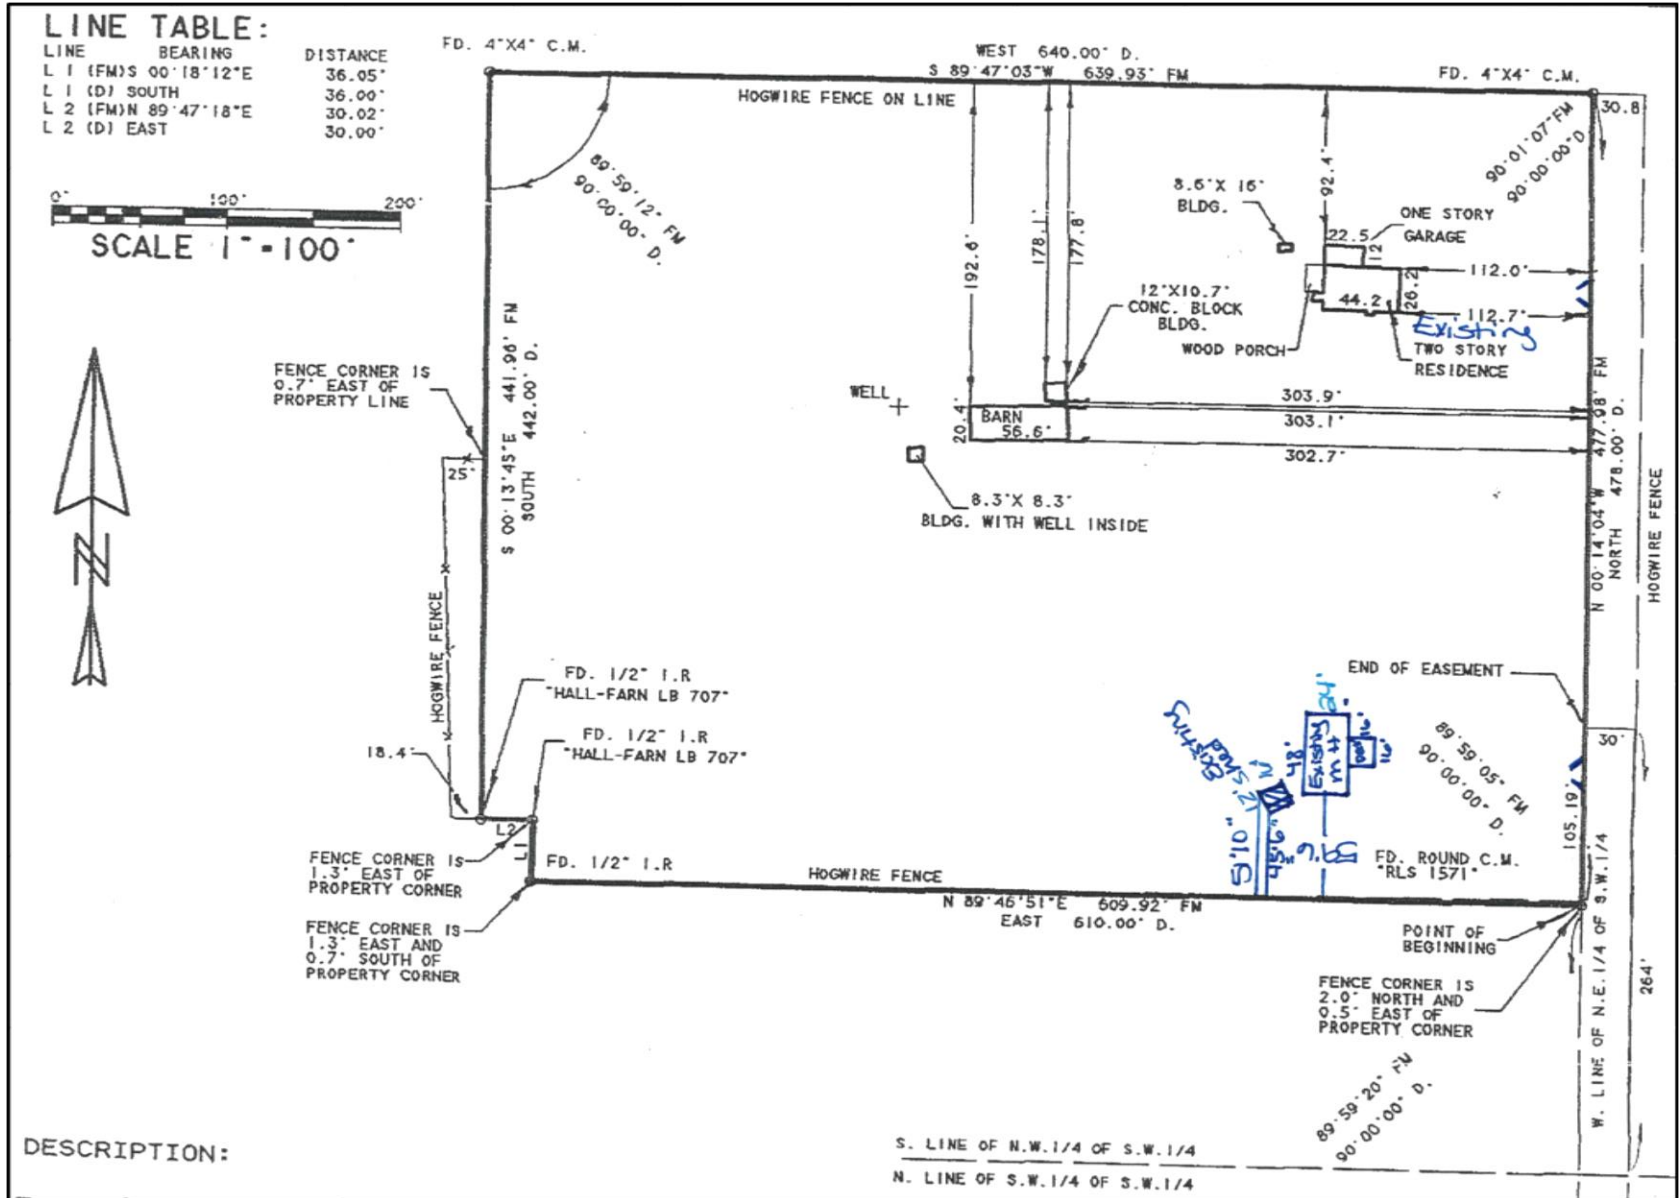 LINE TABLE:
LINE BEARING DISTANCE
L 1 (FM)S 00°18'12"E 36.05'
L 1 (D) SOUTH 36.00'
L 2 (FM)N 89°47'18"E 30.02'
L 2 (D) EAST 30.00'
0' 100' 200'
SCALE 1"=100'
N
FD. 4"X4" C.M.
WEST 640.00' D.
S 89°47'03"W 639.93' FM
FD. 4"X4" C.M.
HOGWIRE FENCE ON LINE
30.8
89°59'12" FM
90°00'00" D.
90°01'07"FM
90°00'00"D
92.4'
8.6'X 16'
BLDG.
ONE STORY
GARAGE
22.5
12
112.0'
26.2
44.2
112.7'
Existing
TWO STORY
RESIDENCE
WOOD PORCH
192.6'
178.1'
177.8'
12'X10.7'
CONC. BLOCK
BLDG.
FENCE CORNER IS
0.7' EAST OF
PROPERTY LINE
S 00°13'45"E 441.96' FM
SOUTH 442.00' D.
WELL
BARN
20.4'
56.6'
303.9'
303.1'
302.7'
25'
8.3'X 8.3'
BLDG. WITH WELL INSIDE
N 00°14'04"W 477.98' FM
NORTH 478.00' D.
HOGWIRE FENCE
HOGWIRE FENCE
END OF EASEMENT
FD. 1/2" I.R
"HALL-FARN LB 707"
FD. 1/2" I.R
"HALL-FARN LB 707"
18.4'
24'
Existing
MH
48'
16'
Existing
Shed
12'
30'
89°59'05" FM
90°00'00" D.
105.19'
L2
L1
FENCE CORNER IS
1.3' EAST OF
PROPERTY CORNER
FD. 1/2" I.R
HOGWIRE FENCE
51'10"
45'6"
59'6"
FD. ROUND C.M.
"RLS 1571"
N 89°46'51"E 609.92' FM
EAST 610.00' D.
FENCE CORNER IS
1.3' EAST AND
0.7' SOUTH OF
PROPERTY CORNER
POINT OF
BEGINNING
FENCE CORNER IS
2.0' NORTH AND
0.5' EAST OF
PROPERTY CORNER
W. LINE OF N.E.1/4 OF S.W.1/4
264'
89°59'20" FM
90°00'00" D.
DESCRIPTION:
S. LINE OF N.W.1/4 OF S.W.1/4
N. LINE OF S.W.1/4 OF S.W.1/4